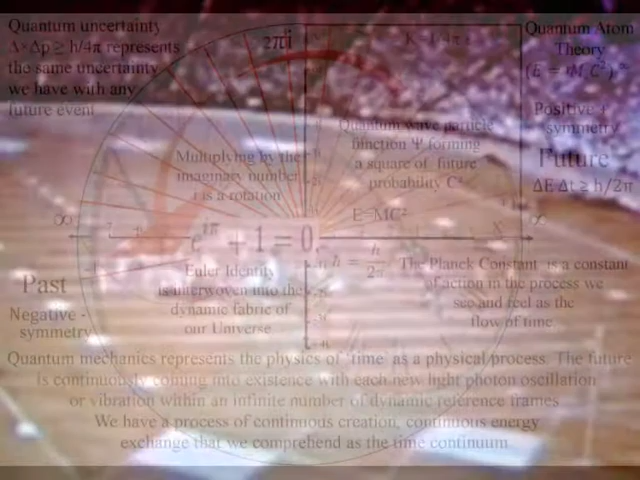 Quantum uncertainty
Δ×Δp ≥ h/4π represents
the same uncertainty
we have with any
future event
2πi
Quantum Atom
Theory
(E=MC²)∞
Positive +
symmetry
Future
ΔE Δt ≥ h/2π
Quantum wave particle
function Ψ forming
a square of future
probability C²
E=MC²
Multiplying by the
imaginary number
i is a rotation
∞
∞
e^iπ +1=0
Past
Negative -
symmetry
Euler Identity
is interwoven into the
dynamic fabric of
our Universe
ħ = h/2π
The Planck Constant is a constant
of action in the process we
see and feel as the
flow of time
Quantum mechanics represents the physics of 'time' as a physical process. The future
is continuously coming into existence with each new light photon oscillation
or vibration within an infinite number of dynamic reference frames
We have a process of continuous creation, continuous energy
exchange that we comprehend as the time continuum